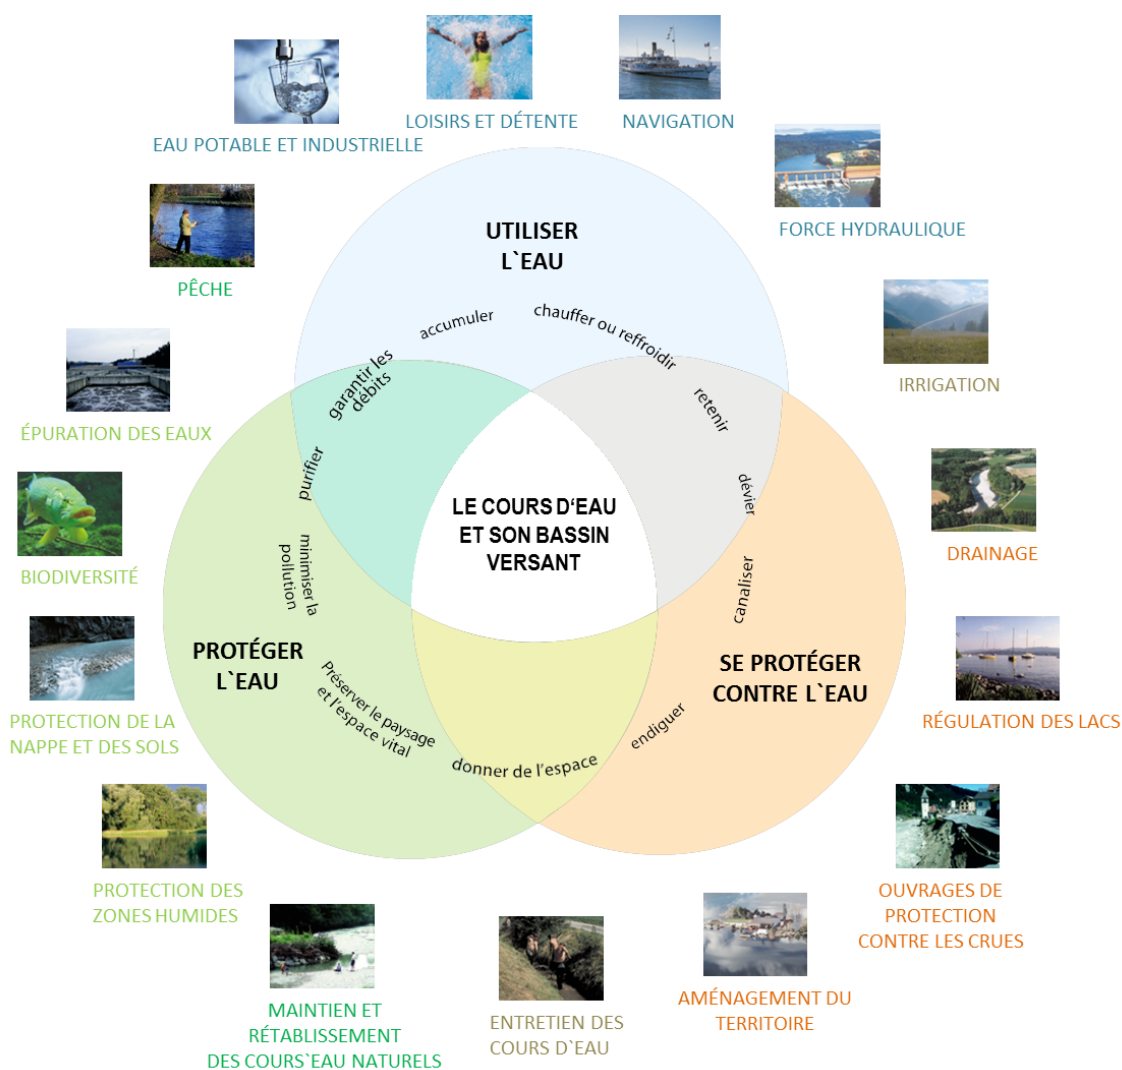 LOISIRS ET DÉTENTE
NAVIGATION
EAU POTABLE ET INDUSTRIELLE
FORCE HYDRAULIQUE
PÊCHE
IRRIGATION
ÉPURATION DES EAUX
DRAINAGE
BIODIVERSITÉ
RÉGULATION DES LACS
PROTECTION DE LA
NAPPE ET DES SOLS
OUVRAGES DE
PROTECTION
CONTRE LES CRUES
PROTECTION DES
ZONES HUMIDES
AMÉNAGEMENT DU
TERRITOIRE
MAINTIEN ET
RÉTABLISSEMENT
DES COURS`EAU NATURELS
ENTRETIEN DES
COURS D`EAU
UTILISER
L`EAU
accumuler
chauffer ou reffroidir
garantir les
débits
retenir
purifier
dévier
LE COURS D‘EAU
ET SON BASSIN
VERSANT
minimiser la
pollution
canaliser
PROTÉGER
L`EAU
SE PROTÉGER
CONTRE L`EAU
Préserver le paysage
et l'espace vital
endiguer
donner de l'espace